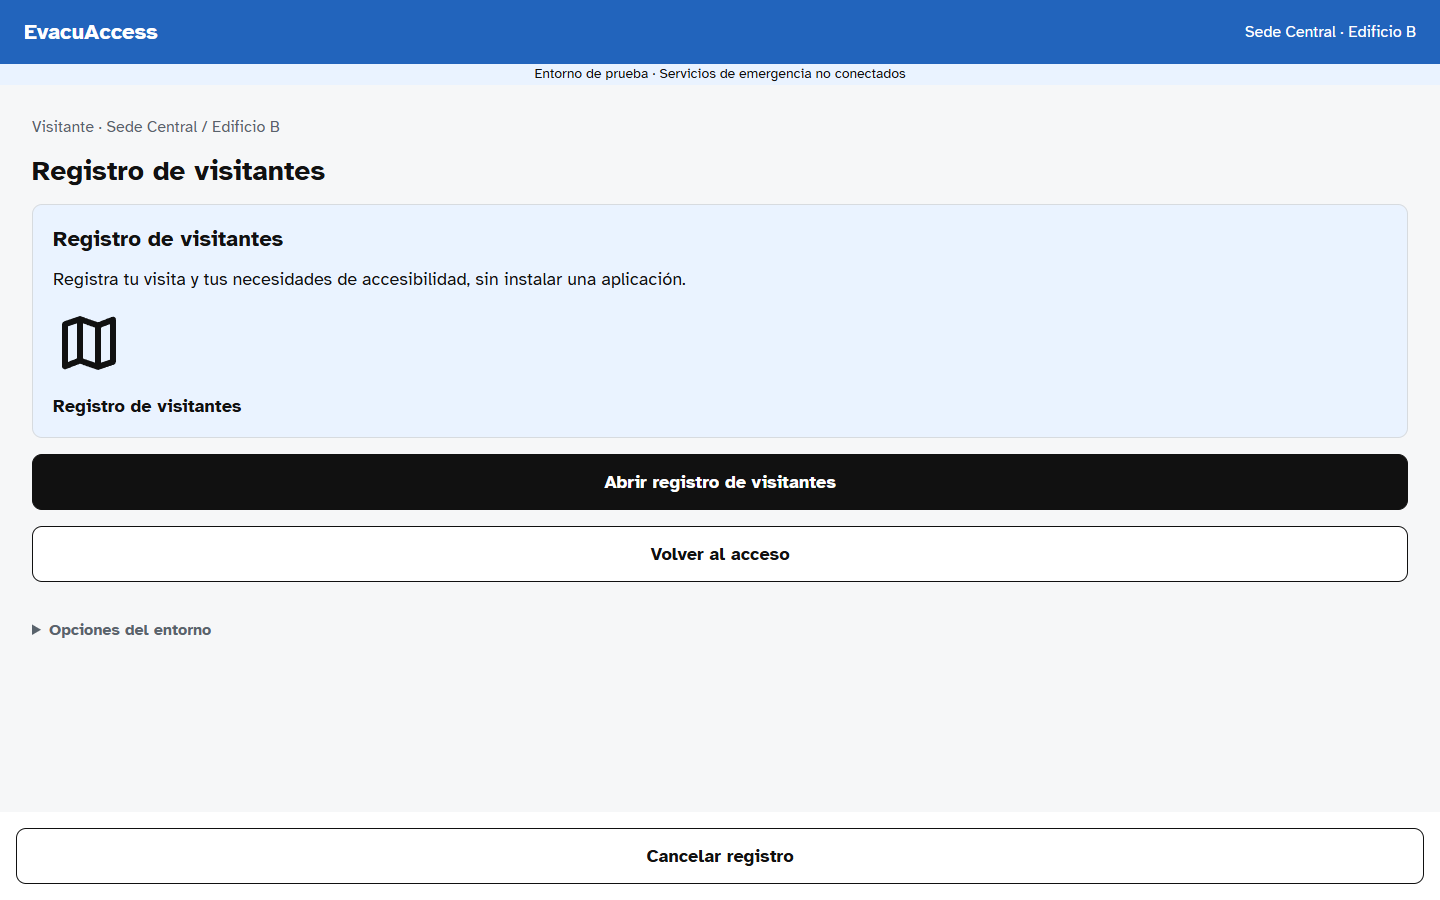 EvacuAccess
Sede Central · Edificio B
Entorno de prueba · Servicios de emergencia no conectados
Visitante · Sede Central / Edificio B
Registro de visitantes
Registro de visitantes
Registra tu visita y tus necesidades de accesibilidad, sin instalar una aplicación.
Registro de visitantes
Abrir registro de visitantes
Volver al acceso
Opciones del entorno
Cancelar registro